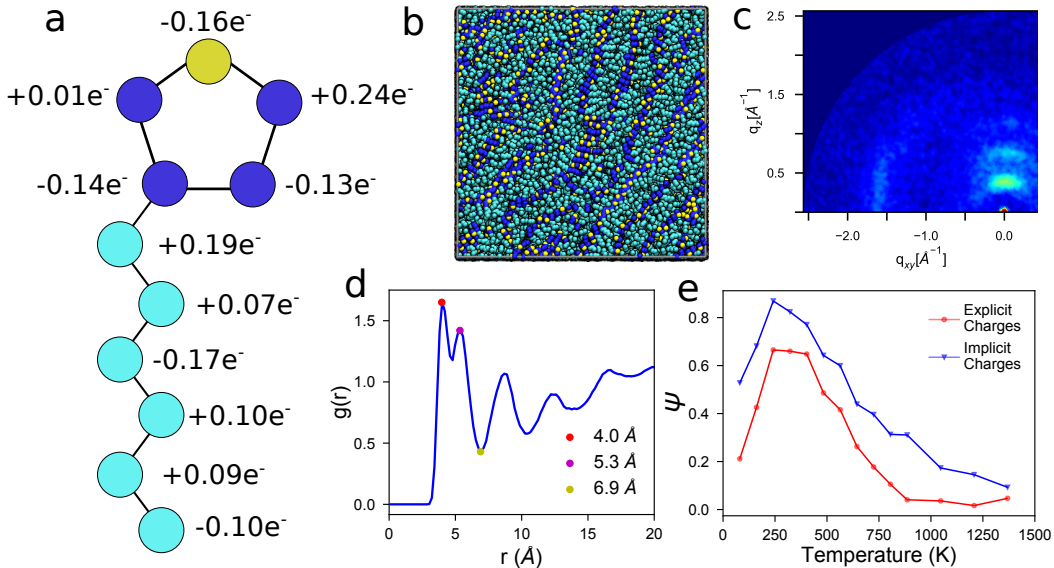 a
-0.16e⁻
+0.01e⁻
+0.24e⁻
-0.14e⁻
-0.13e⁻
+0.19e⁻
+0.07e⁻
-0.17e⁻
+0.10e⁻
+0.09e⁻
-0.10e⁻
b
c
2.5
1.5
0.5
q_z[Å⁻¹]
-2.0
-1.0
0.0
q_xy[Å⁻¹]
d
1.5
1.0
0.5
0.0
g(r)
4.0 Å
5.3 Å
6.9 Å
0
5
10
15
20
r (Å)
e
0.8
0.6
0.4
0.2
0.0
ψ
Explicit
Charges
Implicit
Charges
0
250
500
750
1000
1250
1500
Temperature (K)